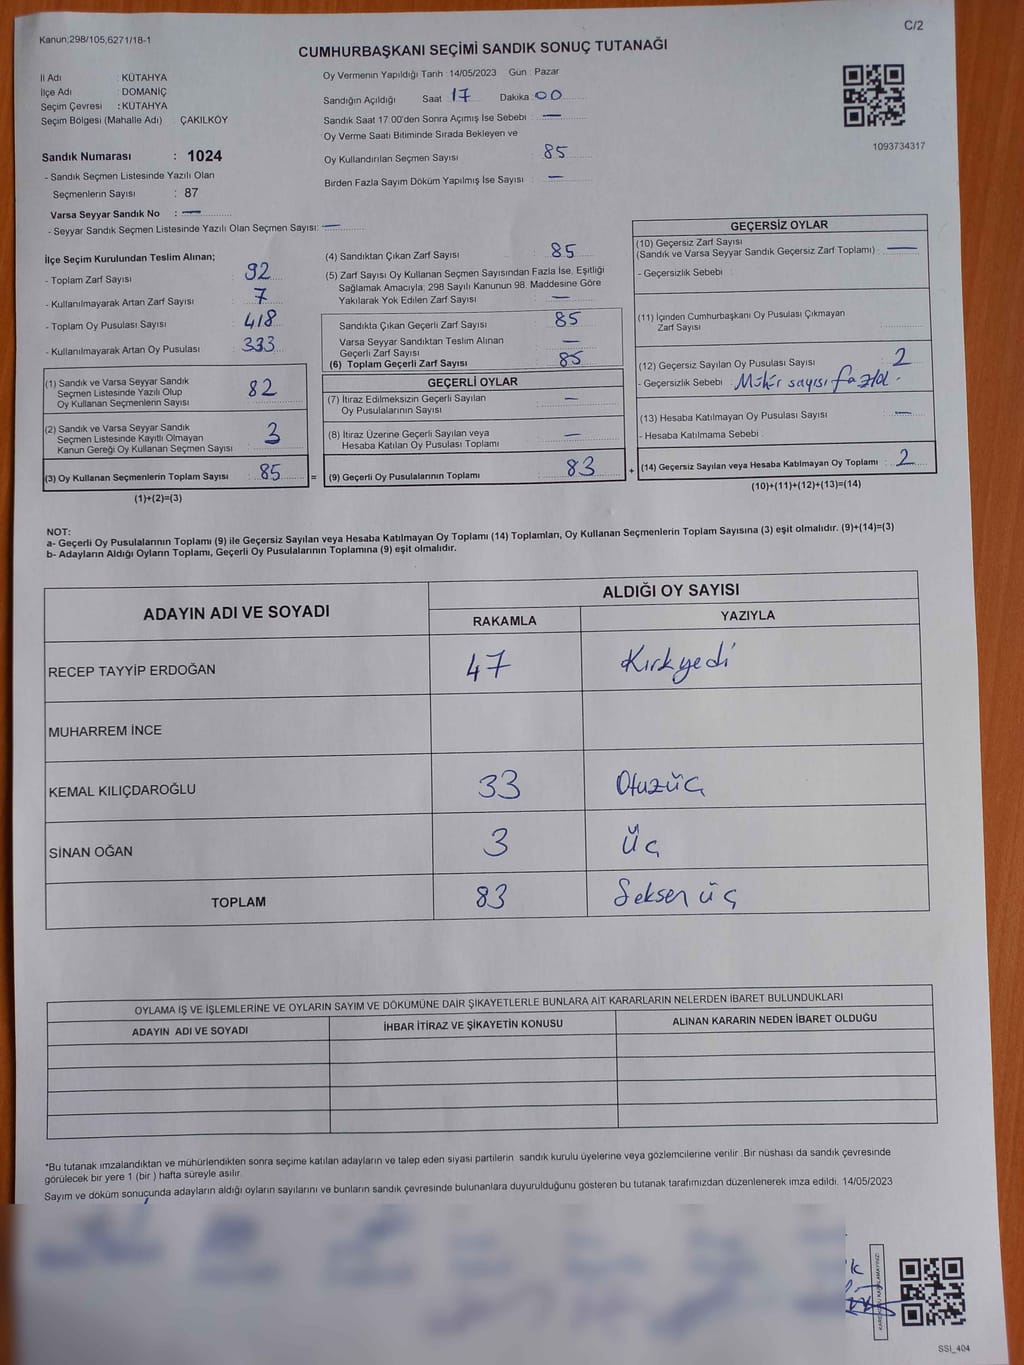 Kanun:298/105,6271/18-1
C/2
CUMHURBAŞKANI SEÇİMİ SANDIK SONUÇ TUTANAĞI
İl Adı : KÜTAHYA
İlçe Adı : DOMANİÇ
Seçim Çevresi : KÜTAHYA
Seçim Bölgesi (Mahalle Adı) : ÇAKILKÖY
Sandık Numarası : 1024
- Sandık Seçmen Listesinde Yazılı Olan
Seçmenlerin Sayısı : 87
Varsa Seyyar Sandık No : —
- Seyyar Sandık Seçmen Listesinde Yazılı Olan Seçmen Sayısı: —
Oy Vermenin Yapıldığı Tarih : 14/05/2023 Gün : Pazar
Sandığın Açıldığı Saat 17 Dakika 00
Sandık Saat 17:00'den Sonra Açımış İse Sebebi : —
Oy Verme Saati Bitiminde Sırada Bekleyen ve
Oy Kullandırılan Seçmen Sayısı : 85
Birden Fazla Sayım Döküm Yapılmış İse Sayısı : —
1093734317
İlçe Seçim Kurulundan Teslim Alınan;
- Toplam Zarf Sayısı : 92
- Kullanılmayarak Artan Zarf Sayısı : 7
- Toplam Oy Pusulası Sayısı : 418
- Kullanılmayarak Artan Oy Pusulası : 333
(1) Sandık ve Varsa Seyyar Sandık
Seçmen Listesinde Yazılı Olup
Oy Kullanan Seçmenlerin Sayısı : 82
(2) Sandık ve Varsa Seyyar Sandık
Seçmen Listesinde Kayıtlı Olmayan
Kanun Gereği Oy Kullanan Seçmen Sayısı : 3
(3) Oy Kullanan Seçmenlerin Toplam Sayısı : 85
(1)+(2)=(3)
(4) Sandıktan Çıkan Zarf Sayısı : 85
(5) Zarf Sayısı Oy Kullanan Seçmen Sayısından Fazla İse, Eşitliği
Sağlamak Amacıyla; 298 Sayılı Kanunun 98. Maddesine Göre
Yakılarak Yok Edilen Zarf Sayısı : —
Sandıkta Çıkan Geçerli Zarf Sayısı : 85
Varsa Seyyar Sandıktan Teslim Alınan
Geçerli Zarf Sayısı : —
(6) Toplam Geçerli Zarf Sayısı : 85
GEÇERLİ OYLAR
(7) İtiraz Edilmeksizin Geçerli Sayılan
Oy Pusulalarının Sayısı : —
(8) İtiraz Üzerine Geçerli Sayılan veya
Hesaba Katılan Oy Pusulası Toplamı : —
= (9) Geçerli Oy Pusulalarının Toplamı : 83
GEÇERSİZ OYLAR
(10) Geçersiz Zarf Sayısı
(Sandık ve Varsa Seyyar Sandık Geçersiz Zarf Toplamı) : —
- Geçersizlik Sebebi :
(11) İçinden Cumhurbaşkanı Oy Pusulası Çıkmayan
Zarf Sayısı :
(12) Geçersiz Sayılan Oy Pusulası Sayısı : 2
- Geçersizlik Sebebi : Mühür sayısı fazla.
(13) Hesaba Katılmayan Oy Pusulası Sayısı : —
- Hesaba Katılmama Sebebi :
+ (14) Geçersiz Sayılan veya Hesaba Katılmayan Oy Toplamı : 2
(10)+(11)+(12)+(13)=(14)
NOT:
a- Geçerli Oy Pusulalarının Toplamı (9) ile Geçersiz Sayılan veya Hesaba Katılmayan Oy Toplamı (14) Toplamları, Oy Kullanan Seçmenlerin Toplam Sayısına (3) eşit olmalıdır. (9)+(14)=(3)
b- Adayların Aldığı Oyların Toplamı, Geçerli Oy Pusulalarının Toplamına (9) eşit olmalıdır.
ADAYIN ADI VE SOYADI
ALDIĞI OY SAYISI
RAKAMLA YAZIYLA
RECEP TAYYİP ERDOĞAN 47 Kırkyedi
MUHARREM İNCE
KEMAL KILIÇDAROĞLU 33 Otuzüç
SİNAN OĞAN 3 Üç
TOPLAM 83 Seksen üç
OYLAMA İŞ VE İŞLEMLERİNE VE OYLARIN SAYIM VE DÖKÜMÜNE DAİR ŞİKAYETLERLE BUNLARA AİT KARARLARIN NELERDEN İBARET BULUNDUKLARI
ADAYIN ADI VE SOYADI İHBAR İTİRAZ VE ŞİKAYETİN KONUSU ALINAN KARARIN NEDEN İBARET OLDUĞU
*Bu tutanak imzalandıktan ve mühürlendikten sonra seçime katılan adayların ve talep eden siyasi partilerin sandık kurulu üyelerine veya gözlemcilerine verilir. Bir nüshası da sandık çevresinde
görülecek bir yere 1 (bir ) hafta süreyle asılır.
Sayım ve döküm sonucunda adayların aldığı oyların sayılarını ve bunların sandık çevresinde bulunanlara duyurulduğunu gösteren bu tutanak tarafımızdan düzenlenerek imza edildi. 14/05/2023
SSI_404